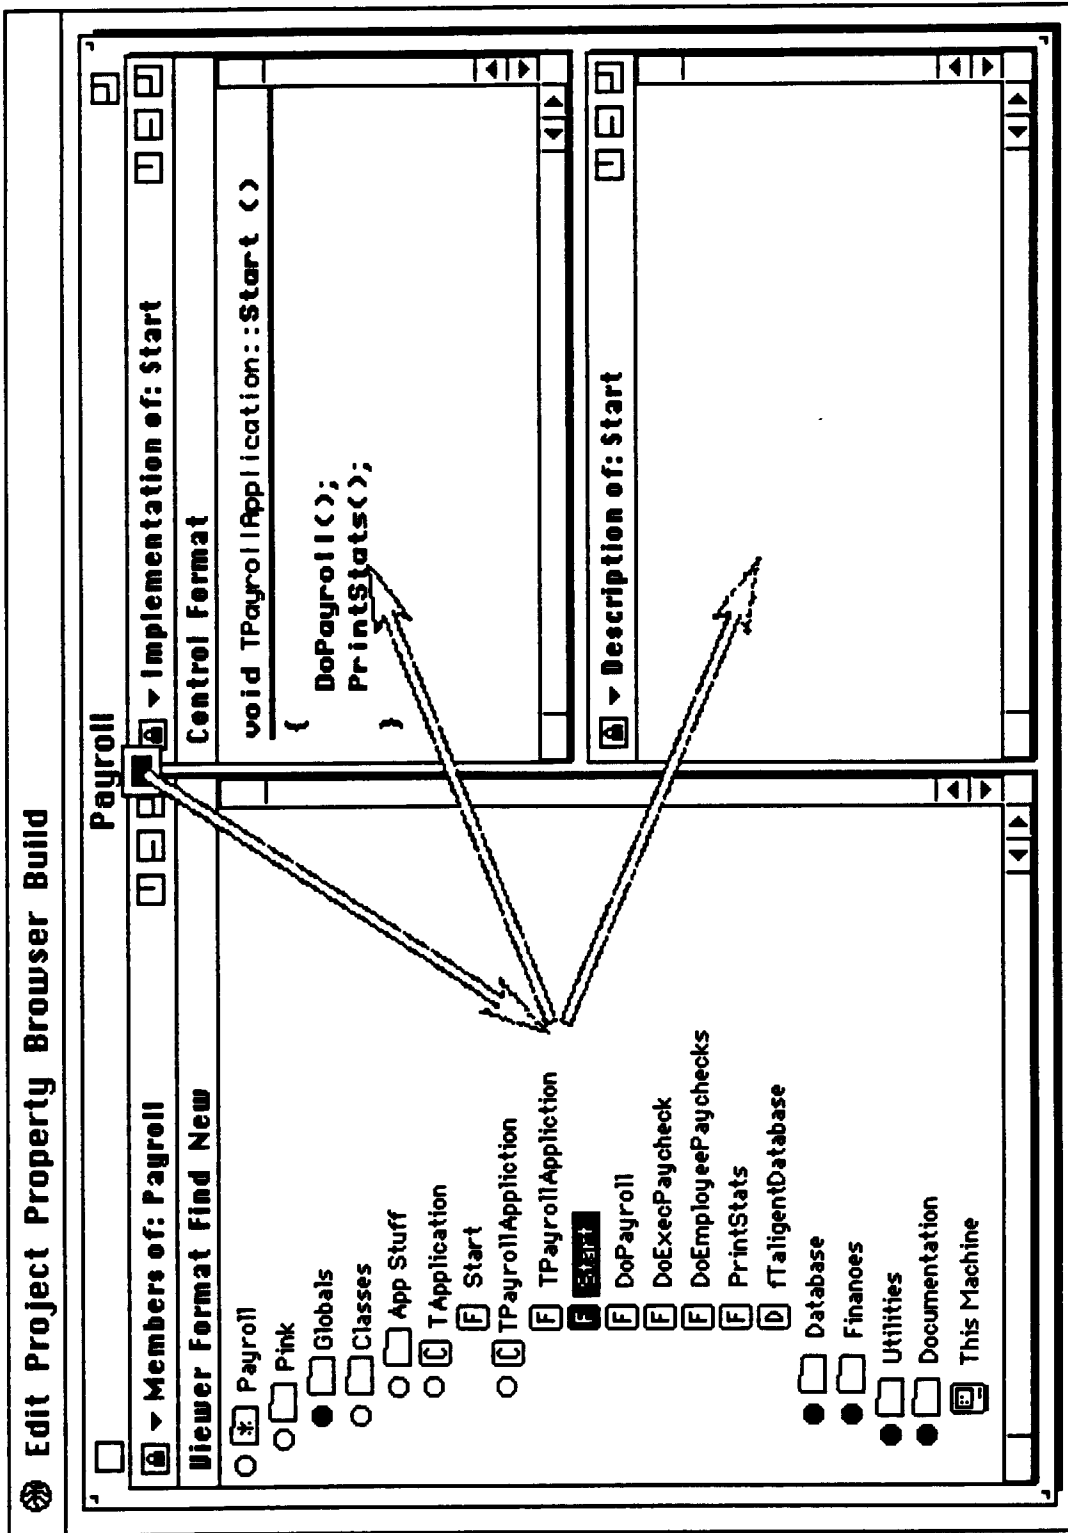 Edit Project Property Browser Build
Payroll
Members of: Payroll
Viewer Format Find New
Payroll
Pink
Globals
Classes
App Stuff
TApplication
F Start
C TPayrollAppliction
F TPayrollAppliction
F Start
F DoPayroll
F DoExecPaycheck
F DoEmployeePaychecks
F PrintStats
D fTaligentDatabase
Database
Finanoes
Utilities
Documentation
This Machine
Implementation of: Start
Control Format
void TPayrollApplication::Start ()
{
DoPayroll();
PrintStats();
}
Description of: Start